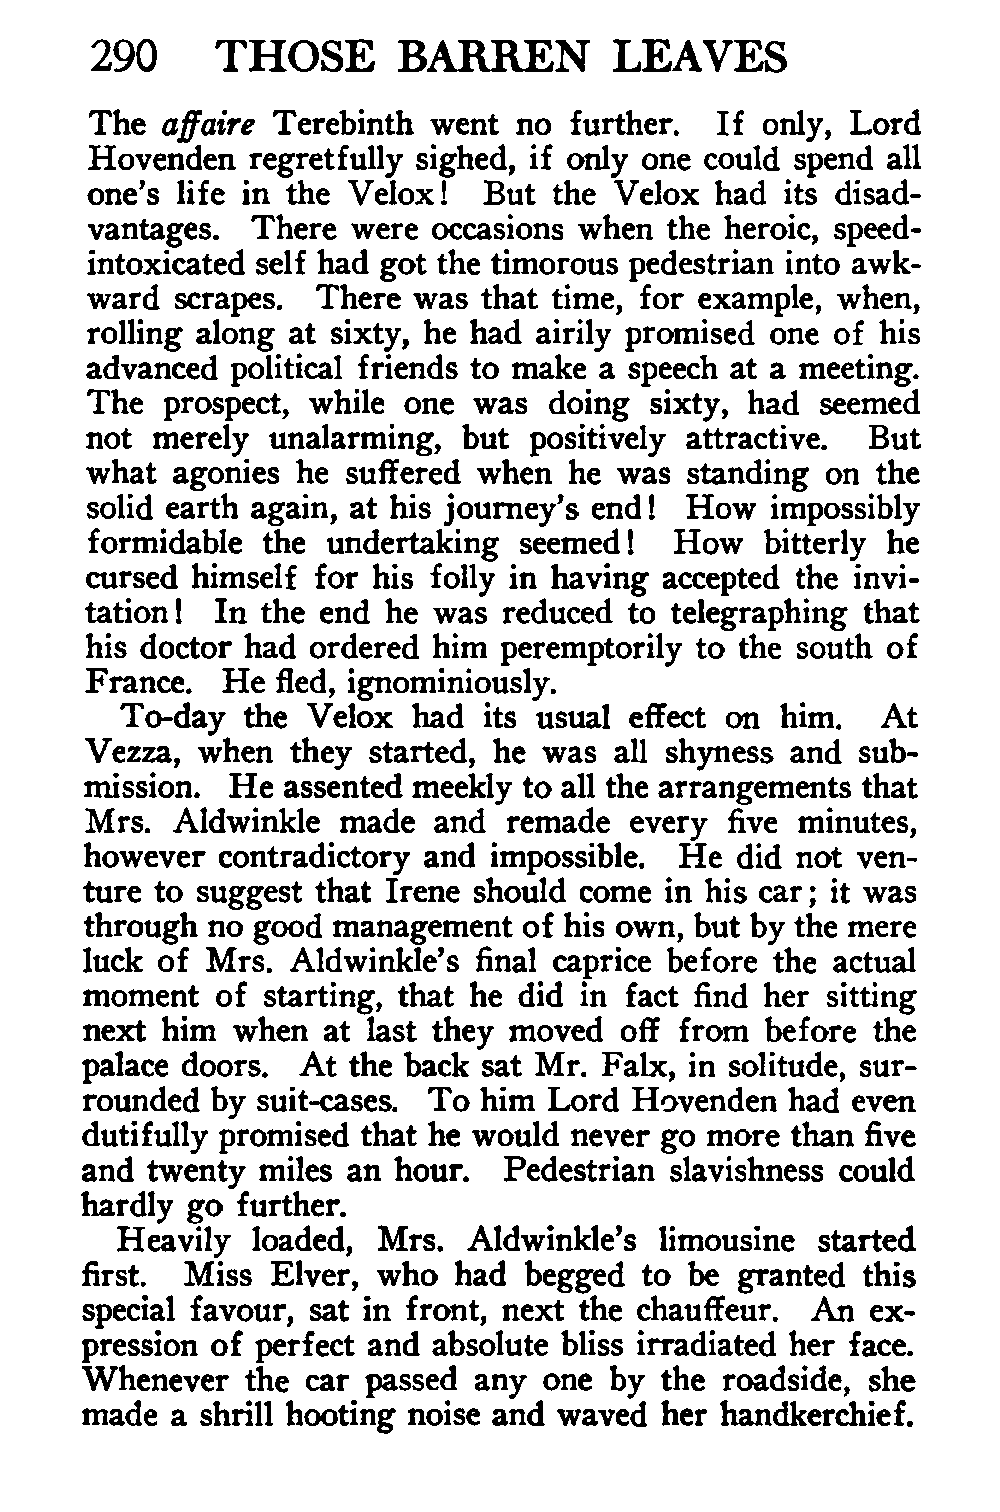 290 THOSE BARREN LEAVES
The affaire Terebinth went no further. If only, Lord
Hovenden regretfully sighed, if only one could spend all
one's life in the Velox! But the Velox had its disad-
vantages. There were occasions when the heroic, speed-
intoxicated self had got the timorous pedestrian into awk-
ward scrapes. There was that time, for example, when,
rolling along at sixty, he had airily promised one of his
advanced political friends to make a speech at a meeting.
The prospect, while one was doing sixty, had seemed
not merely unalarming, but positively attractive. But
what agonies he suffered when he was standing on the
solid earth again, at his journey's end! How impossibly
formidable the undertaking seemed! How bitterly he
cursed himself for his folly in having accepted the invi-
tation! In the end he was reduced to telegraphing that
his doctor had ordered him peremptorily to the south of
France. He fled, ignominiously.
To-day the Velox had its usual effect on him. At
Vezza, when they started, he was all shyness and sub-
mission. He assented meekly to all the arrangements that
Mrs. Aldwinkle made and remade every five minutes,
however contradictory and impossible. He did not ven-
ture to suggest that Irene should come in his car; it was
through no good management of his own, but by the mere
luck of Mrs. Aldwinkle's final caprice before the actual
moment of starting, that he did in fact find her sitting
next him when at last they moved off from before the
palace doors. At the back sat Mr. Falx, in solitude, sur-
rounded by suit-cases. To him Lord Hovenden had even
dutifully promised that he would never go more than five
and twenty miles an hour. Pedestrian slavishness could
hardly go further.
Heavily loaded, Mrs. Aldwinkle's limousine started
first. Miss Elver, who had begged to be granted this
special favour, sat in front, next the chauffeur. An ex-
pression of perfect and absolute bliss irradiated her face.
Whenever the car passed any one by the roadside, she
made a shrill hooting noise and waved her handkerchief.